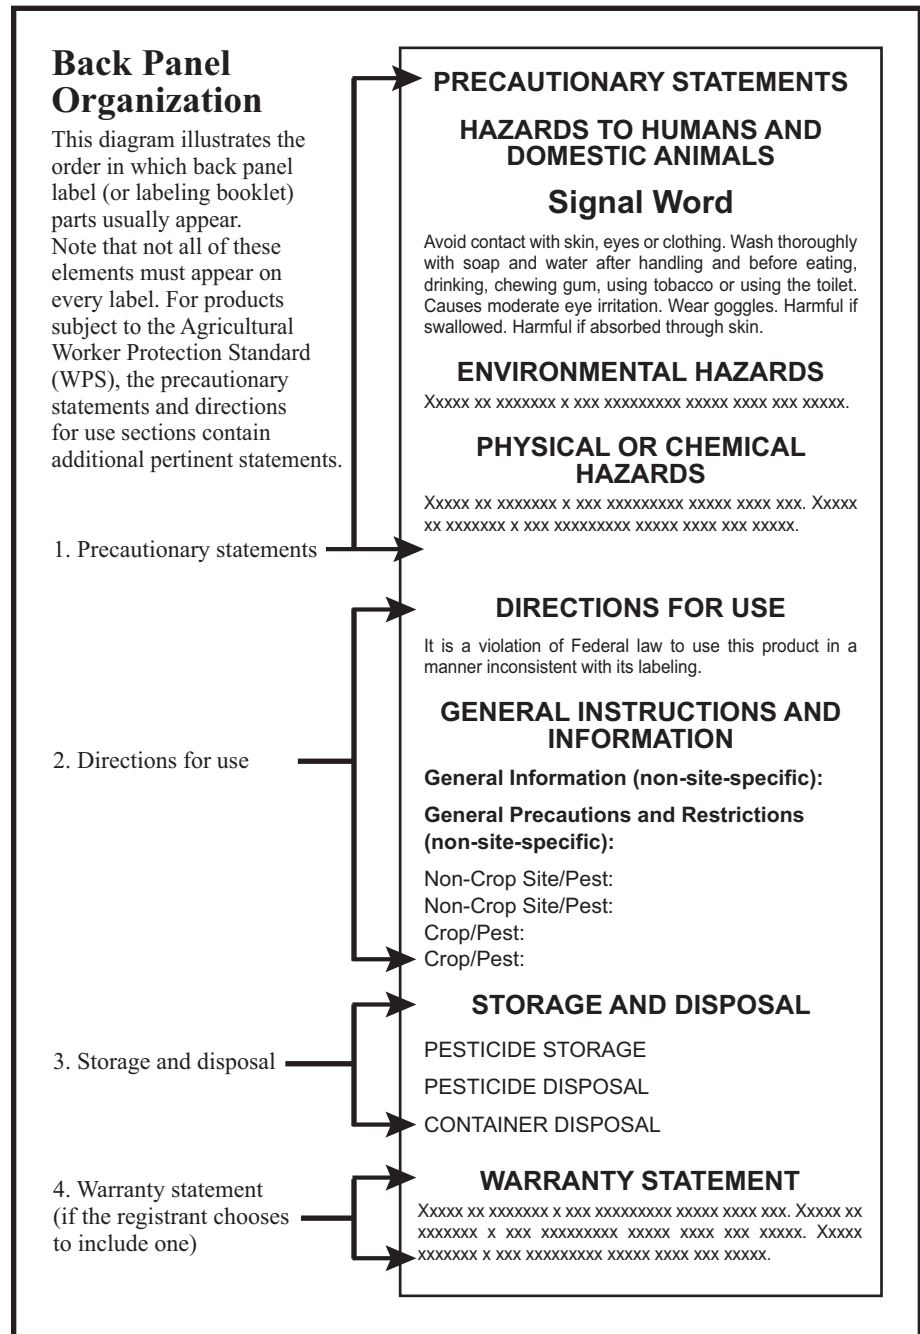 Back Panel
Organization
This diagram illustrates the
order in which back panel
label (or labeling booklet)
parts usually appear.
Note that not all of these
elements must appear on
every label. For products
subject to the Agricultural
Worker Protection Standard
(WPS), the precautionary
statements and directions
for use sections contain
additional pertinent statements.
1. Precautionary statements
2. Directions for use
3. Storage and disposal
4. Warranty statement
(if the registrant chooses
to include one)
PRECAUTIONARY STATEMENTS
HAZARDS TO HUMANS AND
DOMESTIC ANIMALS
Signal Word
Avoid contact with skin, eyes or clothing. Wash thoroughly
with soap and water after handling and before eating,
drinking, chewing gum, using tobacco or using the toilet.
Causes moderate eye irritation. Wear goggles. Harmful if
swallowed. Harmful if absorbed through skin.
ENVIRONMENTAL HAZARDS
Xxxxx xx xxxxxxx x xxx xxxxxxxxx xxxxx xxxx xxx xxxxx.
PHYSICAL OR CHEMICAL
HAZARDS
Xxxxx xx xxxxxxx x xxx xxxxxxxxx xxxxx xxxx xxx. Xxxxx
xx xxxxxxx x xxx xxxxxxxxx xxxxx xxxx xxx xxxxx.
DIRECTIONS FOR USE
It is a violation of Federal law to use this product in a
manner inconsistent with its labeling.
GENERAL INSTRUCTIONS AND
INFORMATION
General Information (non-site-specific):
General Precautions and Restrictions
(non-site-specific):
Non-Crop Site/Pest:
Non-Crop Site/Pest:
Crop/Pest:
Crop/Pest:
STORAGE AND DISPOSAL
PESTICIDE STORAGE
PESTICIDE DISPOSAL
CONTAINER DISPOSAL
WARRANTY STATEMENT
Xxxxx xx xxxxxxx x xxx xxxxxxxxx xxxxx xxxx xxx. Xxxxx xx
xxxxxxx x xxx xxxxxxxxx xxxxx xxxx xxx xxxxx. Xxxxx
xxxxxxx x xxx xxxxxxxxx xxxxx xxxx xxx xxxxx.